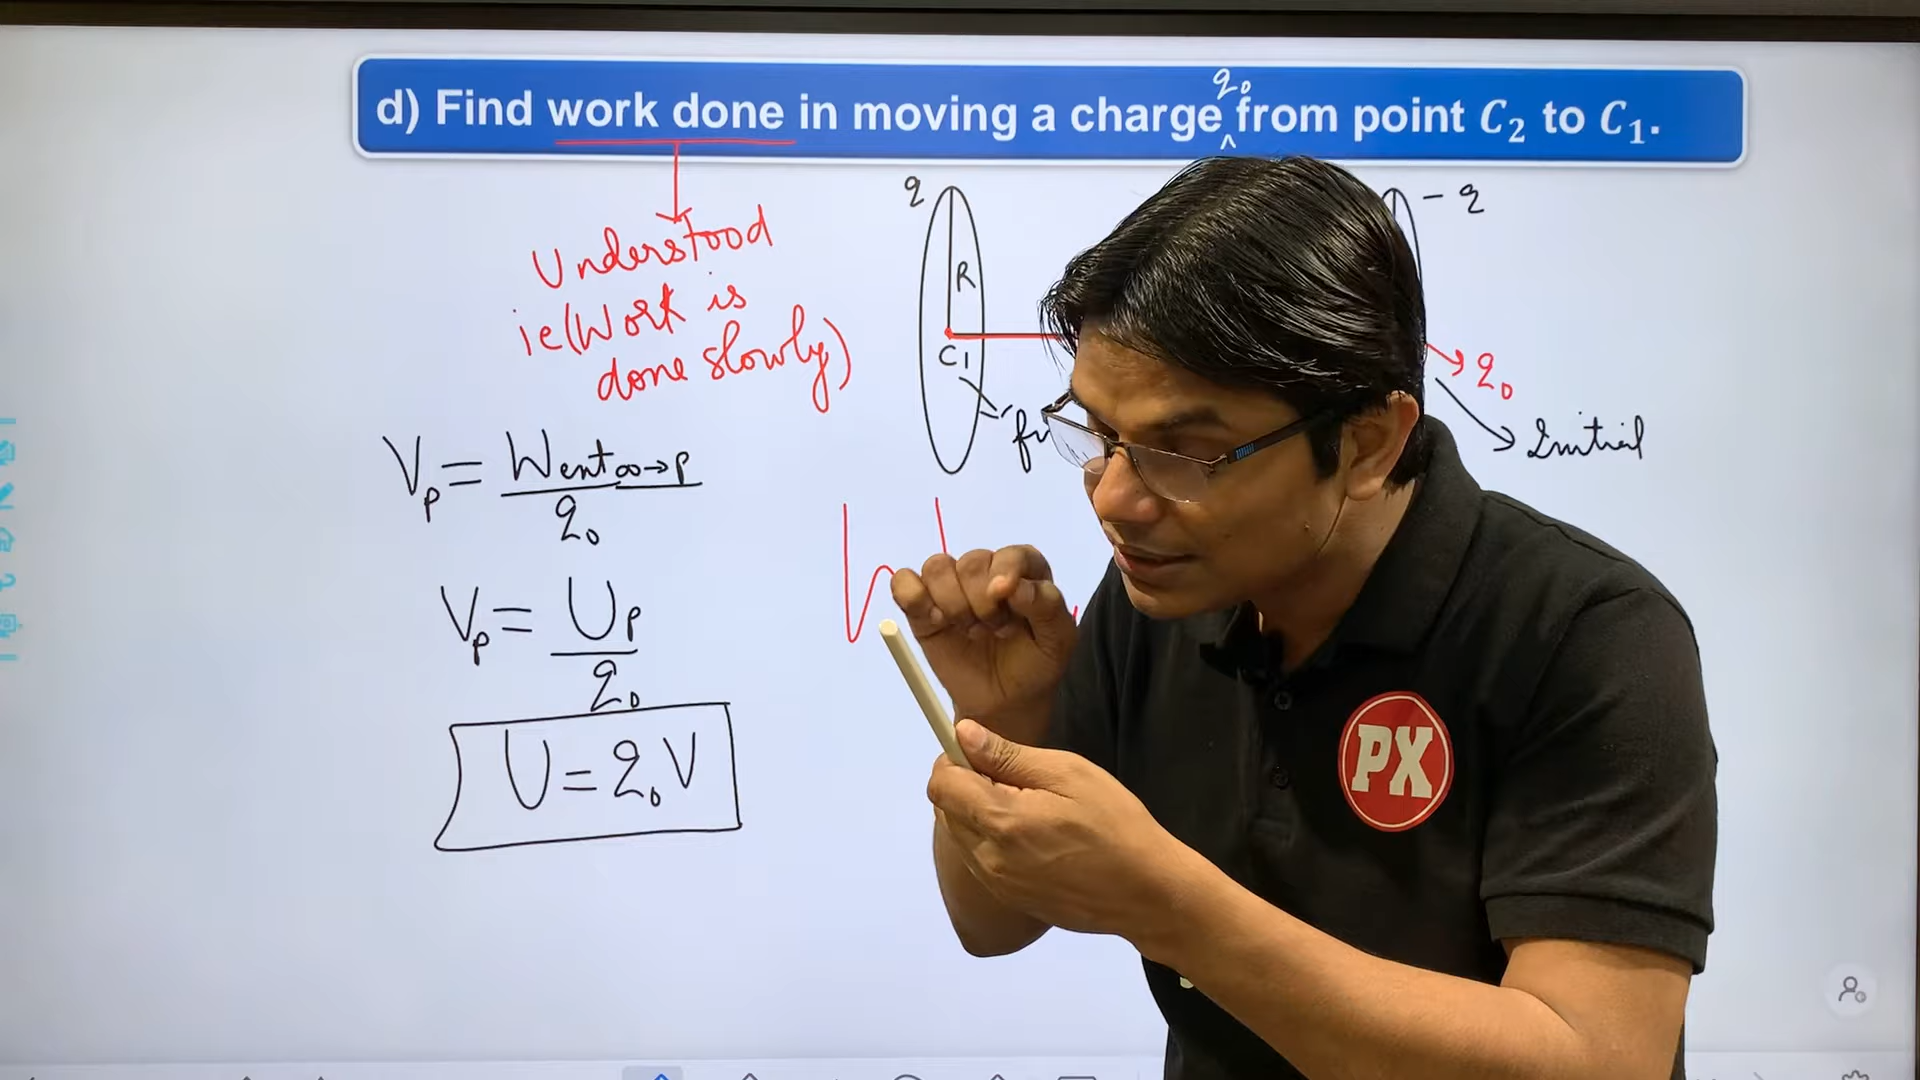 q₀
d) Find work done in moving a charge ^ from point C₂ to C₁.
Understood
ie (Work is
done slowly)
q
R
C₁
- q
q₀
Initial
Vₚ = Wext ∞→P / q₀
Vₚ = Uₚ / q₀
U = q₀V
PX